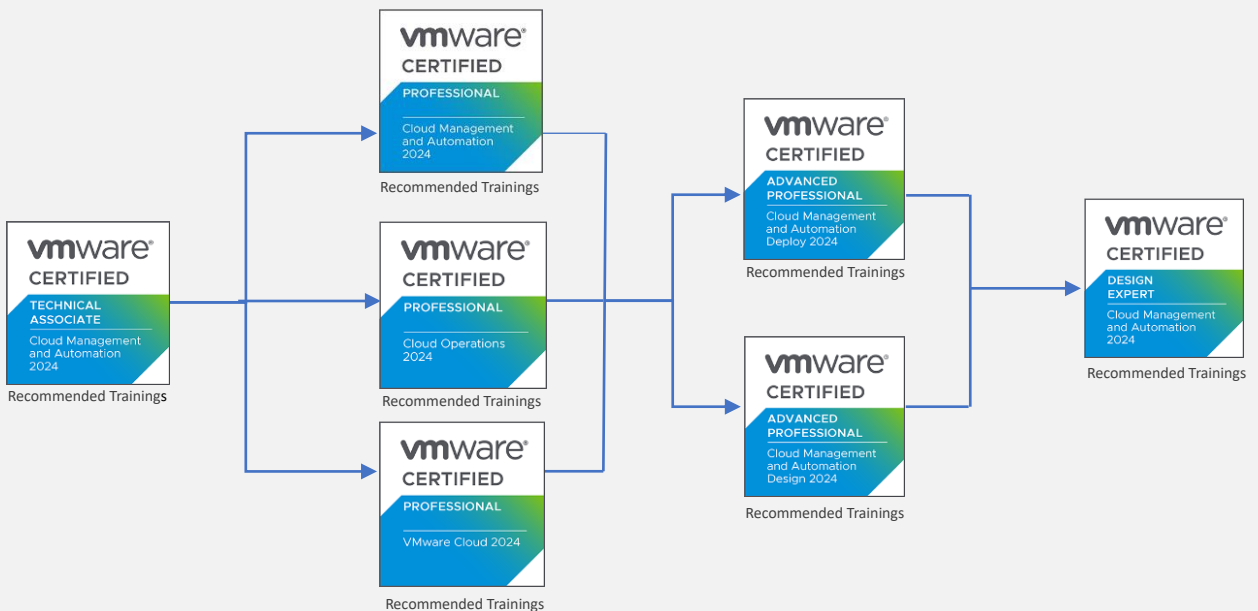 vmware®
CERTIFIED
TECHNICAL
ASSOCIATE
Cloud Management
and Automation
2024
Recommended Trainings
vmware®
CERTIFIED
PROFESSIONAL
Cloud Management
and Automation
2024
Recommended Trainings
vmware®
CERTIFIED
PROFESSIONAL
Cloud Operations
2024
Recommended Trainings
vmware®
CERTIFIED
PROFESSIONAL
VMware Cloud 2024
Recommended Trainings
vmware®
CERTIFIED
ADVANCED
PROFESSIONAL
Cloud Management
and Automation
Deploy 2024
Recommended Trainings
vmware®
CERTIFIED
ADVANCED
PROFESSIONAL
Cloud Management
and Automation
Design 2024
Recommended Trainings
vmware®
CERTIFIED
DESIGN
EXPERT
Cloud Management
and Automation
2024
Recommended Trainings